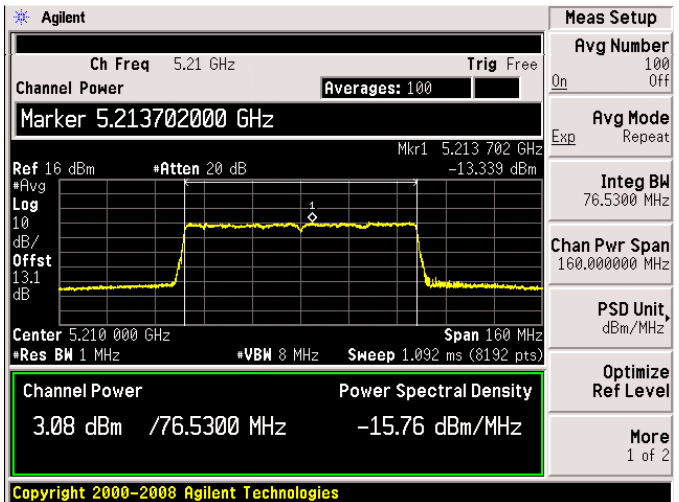 Agilent
Meas Setup
Ch Freq 5.21 GHz Trig Free
Channel Power Averages: 100
Marker 5.213702000 GHz
Mkr1 5.213 702 GHz
Ref 16 dBm #Atten 20 dB -13.339 dBm
#Avg
Log
10
dB/
Offst
13.1
dB
1
Center 5.210 000 GHz Span 160 MHz
#Res BW 1 MHz #VBW 8 MHz Sweep 1.092 ms (8192 pts)
Channel Power Power Spectral Density
3.08 dBm /76.5300 MHz -15.76 dBm/MHz
Copyright 2000-2008 Agilent Technologies
Avg Number
100
On Off
Avg Mode
Exp Repeat
Integ BW
76.5300 MHz
Chan Pwr Span
160.000000 MHz
PSD Unit
dBm/MHz
Optimize
Ref Level
More
1 of 2